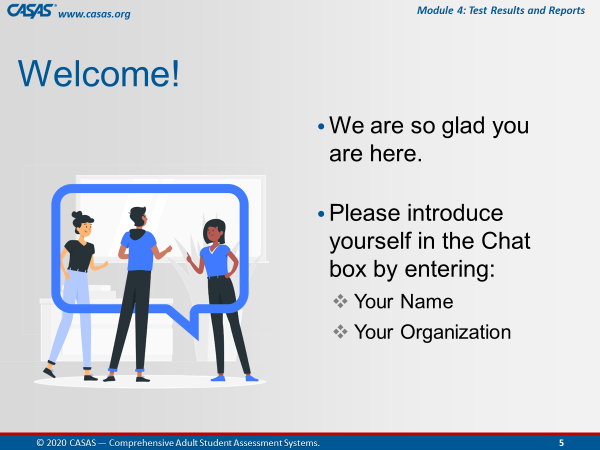 CASAS® www.casas.org
Module 4: Test Results and Reports
Welcome!
• We are so glad you
are here.
• Please introduce
yourself in the Chat
box by entering:
❖ Your Name
❖ Your Organization
© 2020 CASAS — Comprehensive Adult Student Assessment Systems.
5